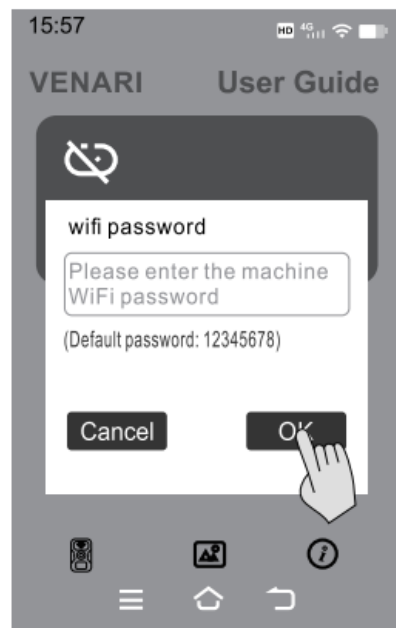 15:57
HD 4G
VENARI User Guide
wifi password
Please enter the machine
WiFi password
(Default password: 12345678)
Cancel OK